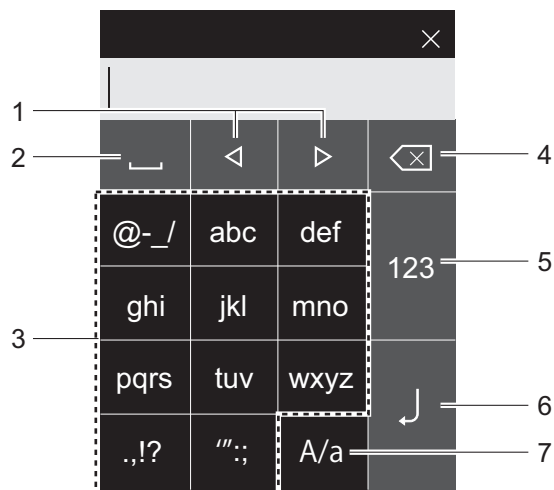 1
2
4
@-_/ abc def
123
5
ghi jkl mno
3
pqrs tuv wxyz
6
.,!? ‘”:; A/a
7